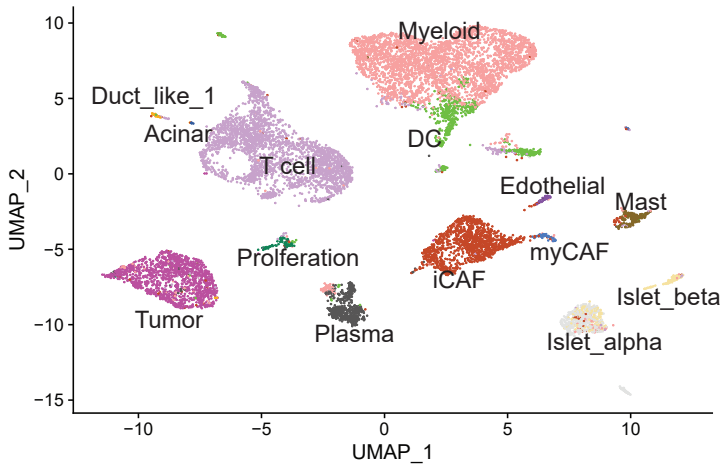 10
Myeloid
Duct_like_1
5
Acinar
DC
T cell
0
Edothelial
Mast
UMAP_2
−5
Prolferation
myCAF
iCAF
Islet_beta
Tumor
Plasma
−10
Islet_alpha
−15
−10
−5
0
5
10
UMAP_1